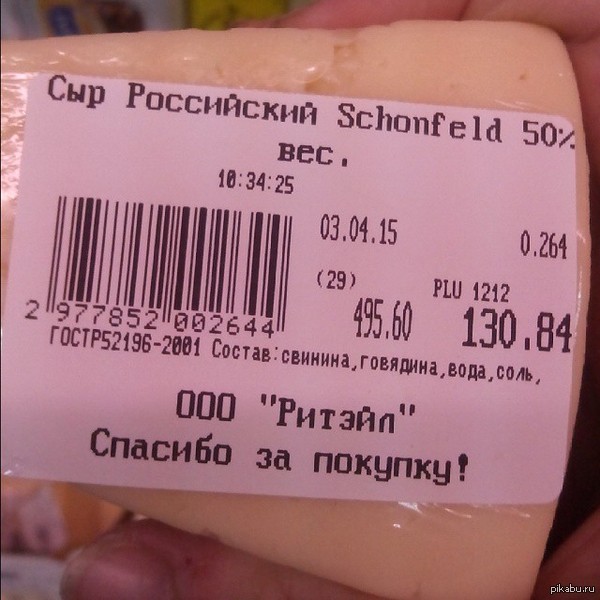 Сыр Российский Schonfeld 50%
вес.
10:34:25
03.04.15
0.264
(29)
PLU 1212
495.60
130.84
2 977852 002644
ГОСТР52196-2001 Состав:свинина,говядина,вода,соль,
ООО "Ритэйл"
Спасибо за покупку!
pikabu.ru